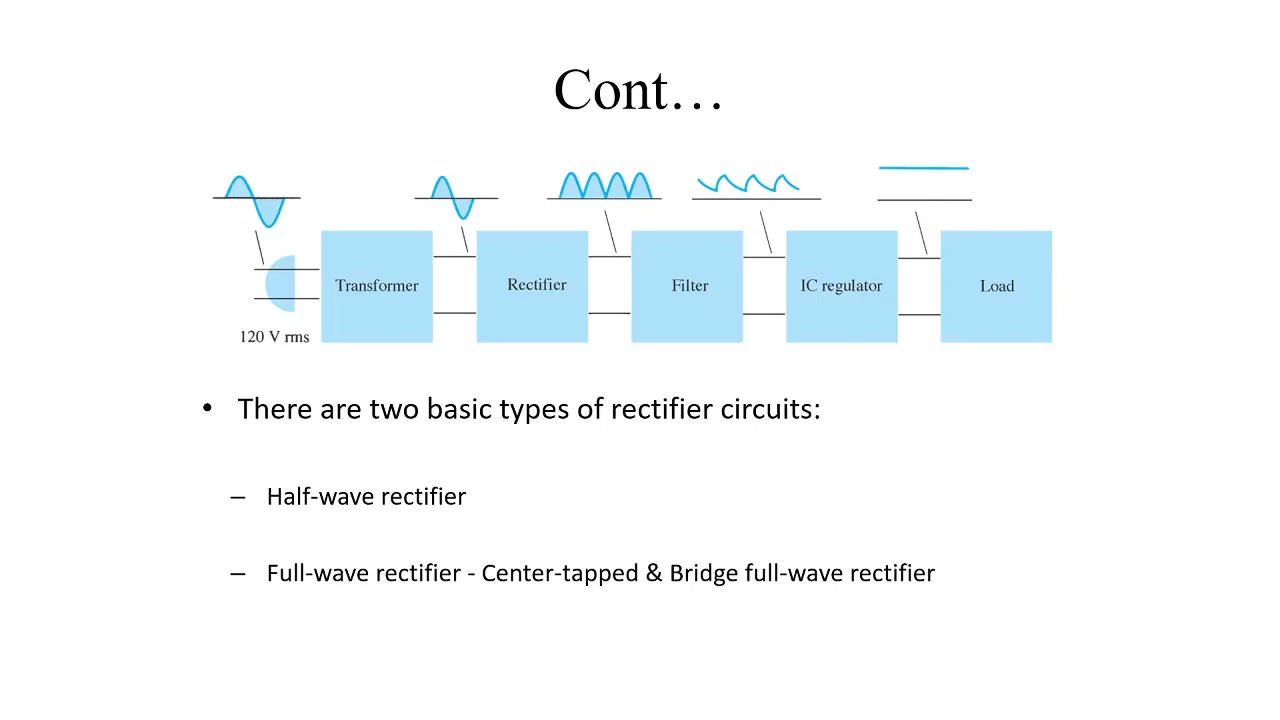 Cont…
Transformer
Rectifier
Filter
IC regulator
Load
120 V rms
• There are two basic types of rectifier circuits:
– Half-wave rectifier
– Full-wave rectifier - Center-tapped & Bridge full-wave rectifier